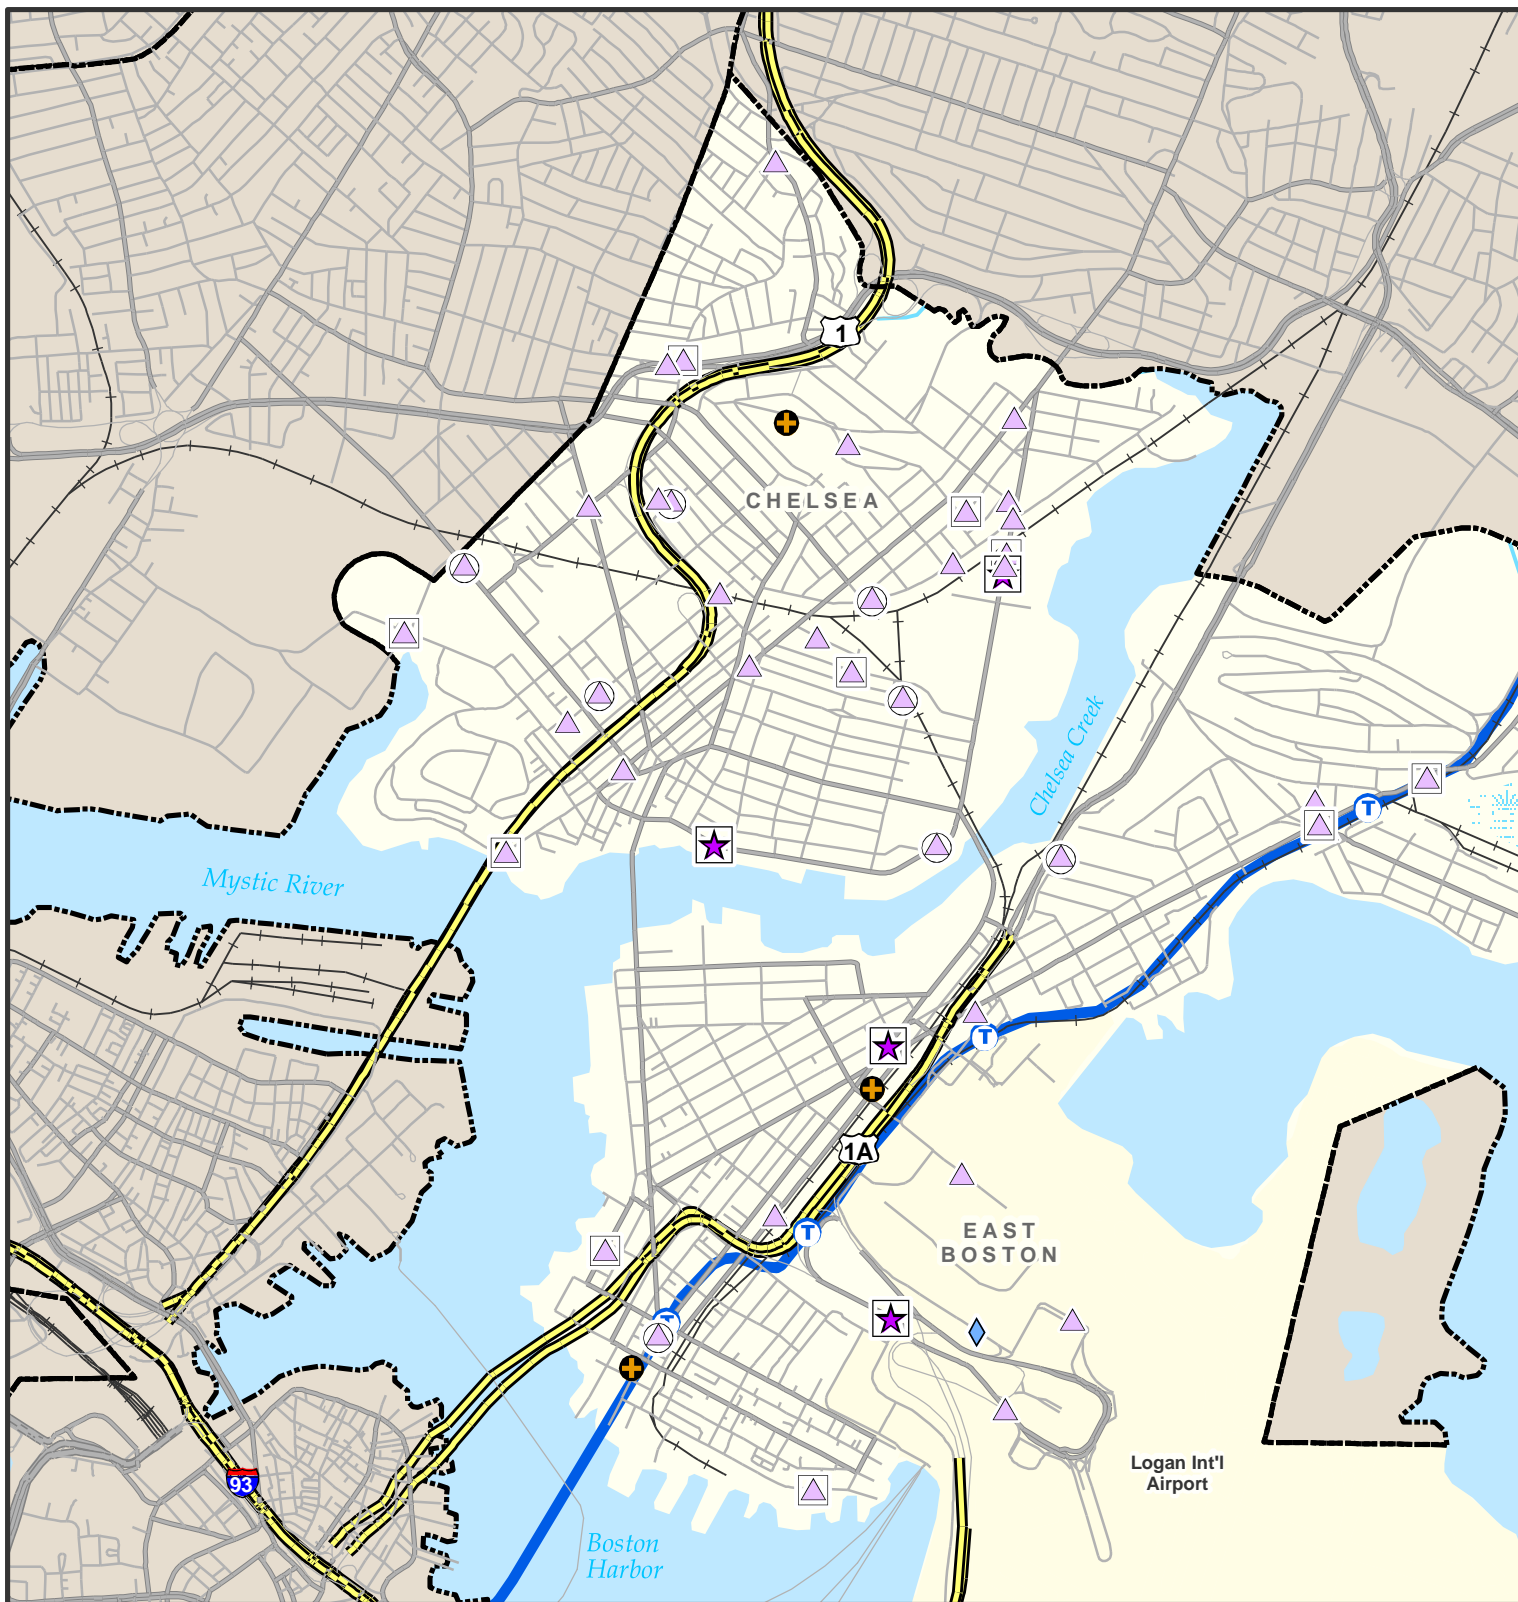 1
CHELSEA
Chelsea Creek
T
Mystic River
T
1A
T
EAST
BOSTON
T
93
Logan Int'l
Airport
Boston
Harbor